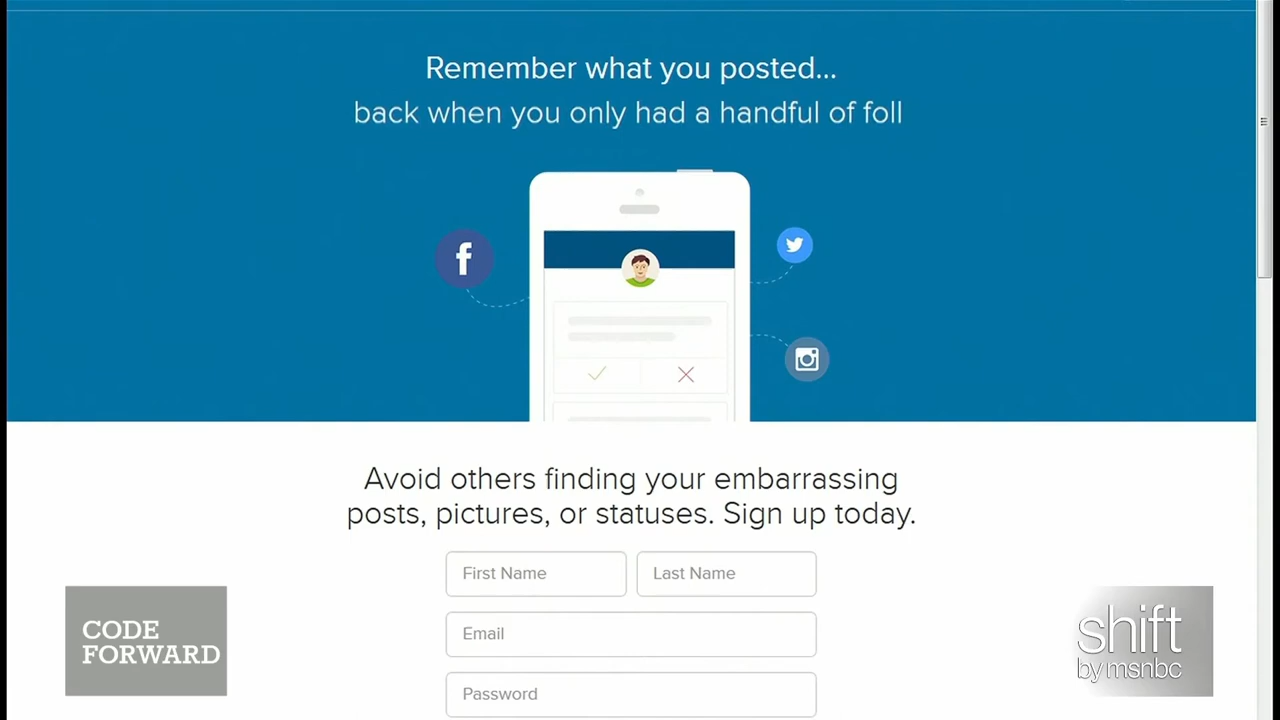 Remember what you posted...
back when you only had a handful of foll
f
Avoid others finding your embarrassing
posts, pictures, or statuses. Sign up today.
First Name
Last Name
Email
Password
CODE
FORWARD
shift
by msnbc